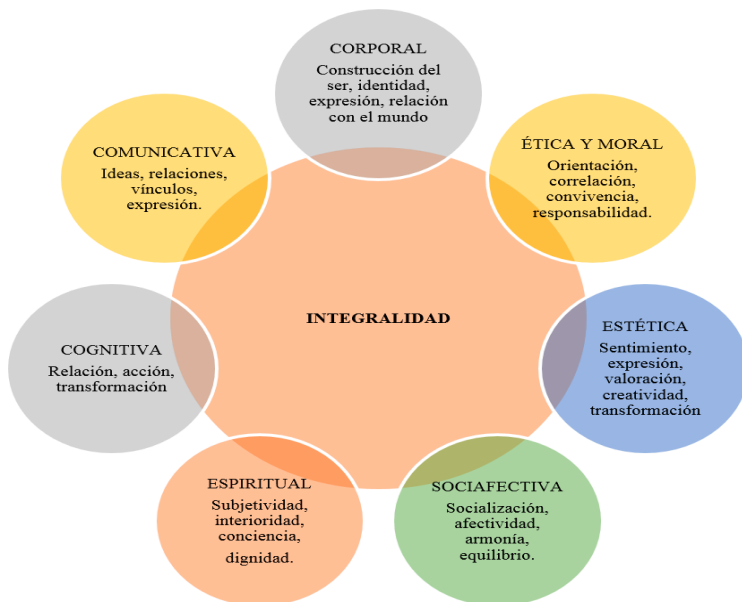 CORPORAL
Construcción del
ser, identidad,
expresión, relación
con el mundo
ÉTICA Y MORAL
Orientación,
correlación,
convivencia,
responsabilidad.
ESTÉTICA
Sentimiento,
expresión,
valoración,
creatividad,
transformación
SOCIAFECTIVA
Socialización,
afectividad,
armonía,
equilibrio.
ESPIRITUAL
Subjetividad,
interioridad,
conciencia,
dignidad.
COGNITIVA
Relación, acción,
transformación
COMUNICATIVA
Ideas, relaciones,
vínculos,
expresión.
INTEGRALIDAD